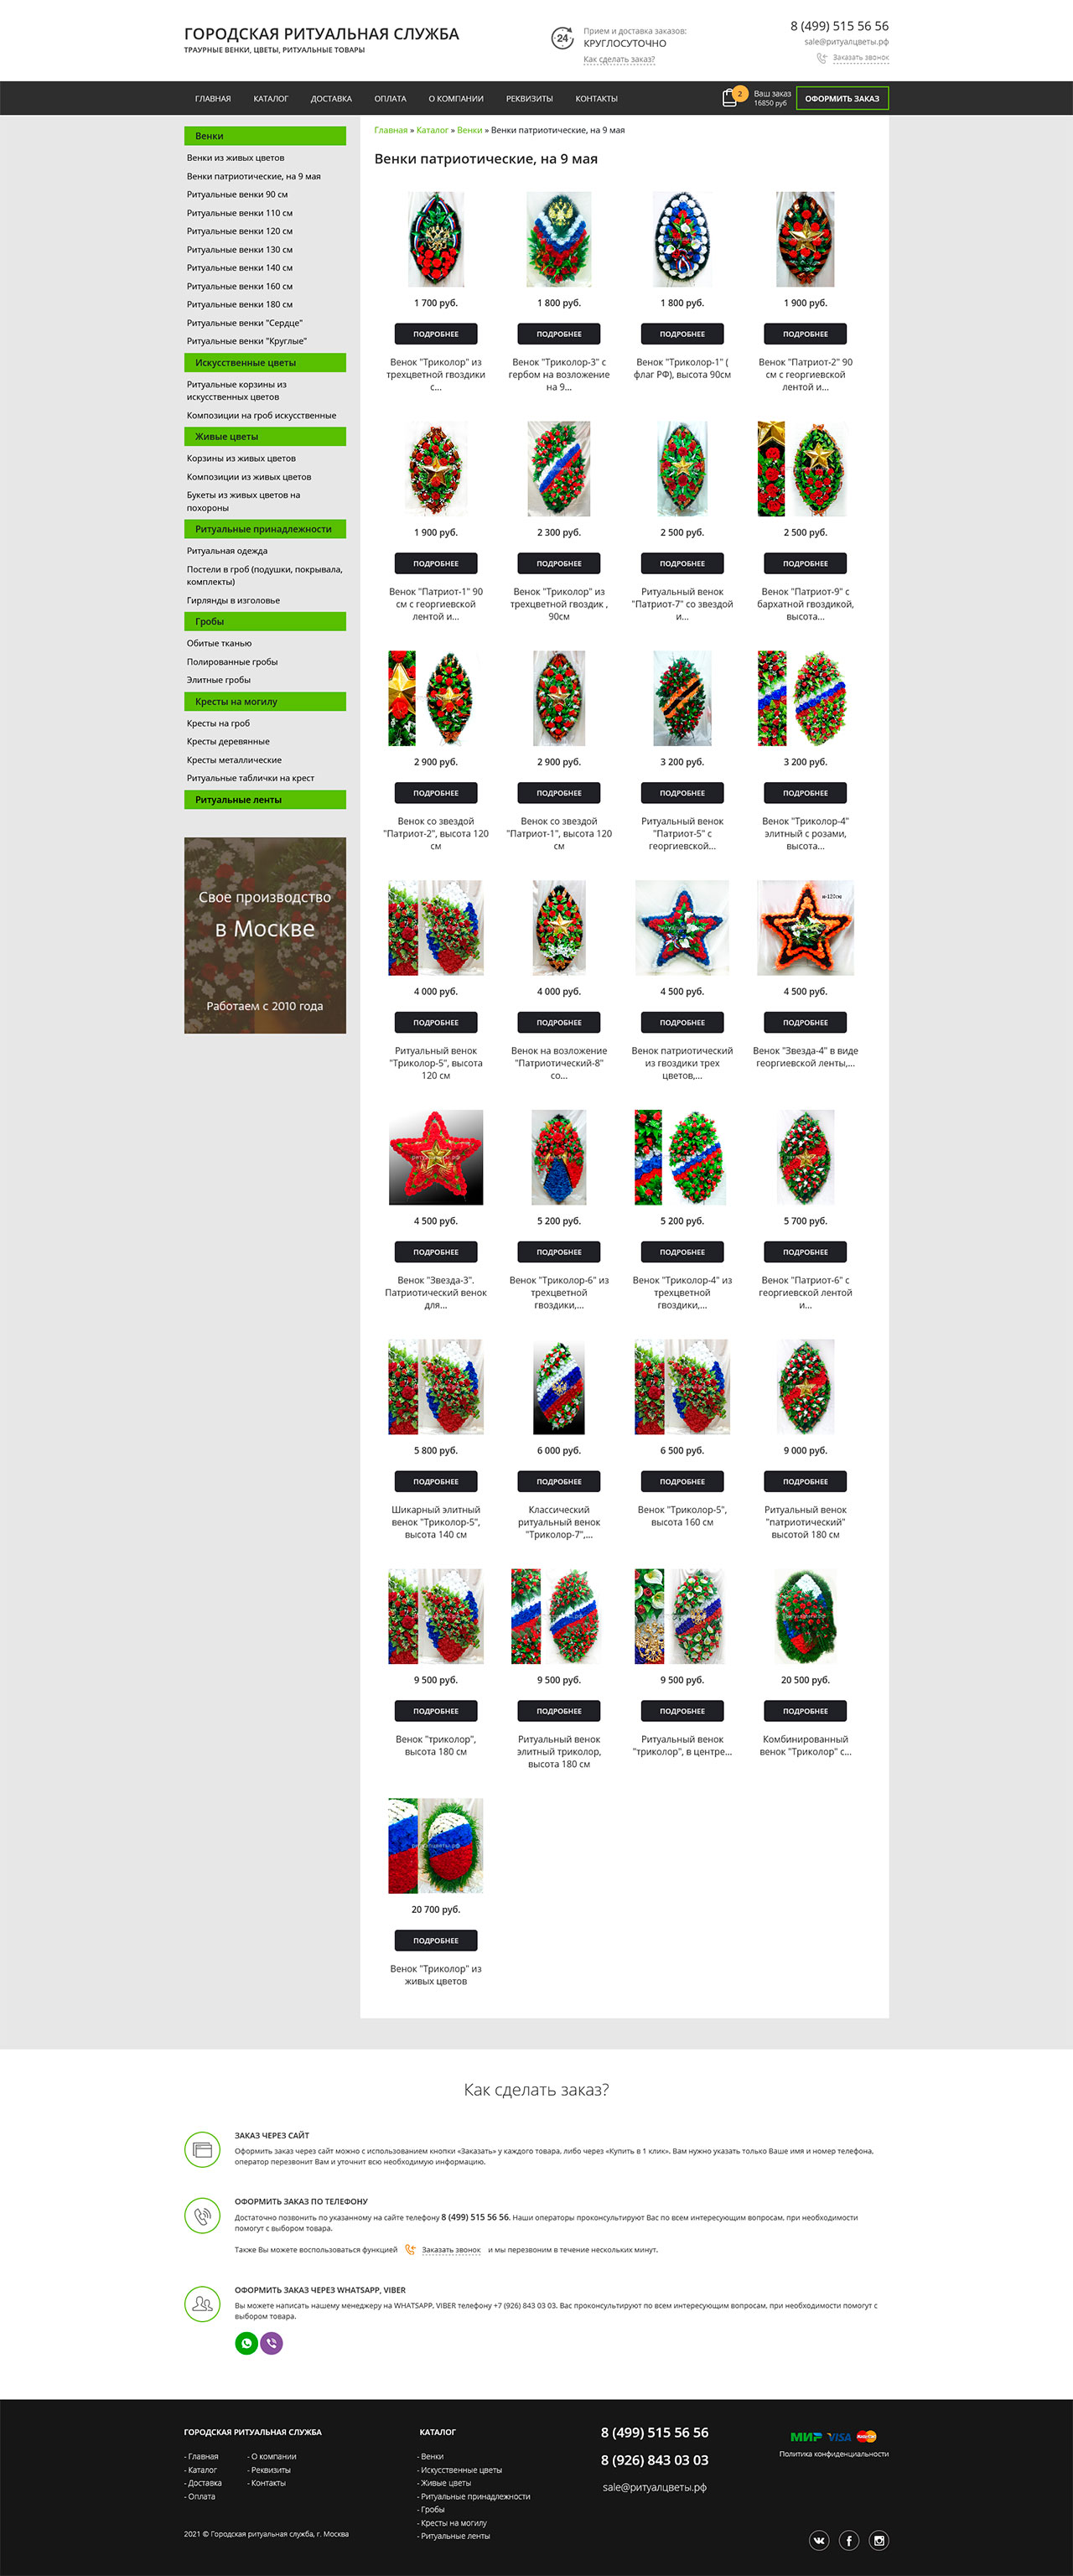 ГОРОДСКАЯ РИТУАЛЬНАЯ СЛУЖБА
ТРАУРНЫЕ ВЕНКИ, ЦВЕТЫ, РИТУАЛЬНЫЕ ТОВАРЫ
24
Прием и доставка заказов:
КРУГЛОСУТОЧНО
Как сделать заказ?
8 (499) 515 56 56
sale@ритуалцветы.рф
Заказать звонок
ГЛАВНАЯ КАТАЛОГ ДОСТАВКА ОПЛАТА О КОМПАНИИ РЕКВИЗИТЫ КОНТАКТЫ
2
Ваш заказ
16850 руб
ОФОРМИТЬ ЗАКАЗ
Венки
Венки из живых цветов
Венки патриотические, на 9 мая
Ритуальные венки 90 см
Ритуальные венки 110 см
Ритуальные венки 120 см
Ритуальные венки 130 см
Ритуальные венки 140 см
Ритуальные венки 160 см
Ритуальные венки 180 см
Ритуальные венки "Сердце"
Ритуальные венки "Круглые"
Искусственные цветы
Ритуальные корзины из
искусственных цветов
Композиции на гроб искусственные
Живые цветы
Корзины из живых цветов
Композиции из живых цветов
Букеты из живых цветов на
похороны
Ритуальные принадлежности
Ритуальная одежда
Постели в гроб (подушки, покрывала,
комплекты)
Гирлянды в изголовье
Гробы
Обитые тканью
Полированные гробы
Элитные гробы
Кресты на могилу
Кресты на гроб
Кресты деревянные
Кресты металлические
Ритуальные таблички на крест
Ритуальные ленты
Свое производство
в Москве
Работаем с 2010 года
Главная » Каталог » Венки » Венки патриотические, на 9 мая
Венки патриотические, на 9 мая
1 700 руб. 1 800 руб. 1 800 руб. 1 900 руб.
ПОДРОБНЕЕ ПОДРОБНЕЕ ПОДРОБНЕЕ ПОДРОБНЕЕ
Венок "Триколор" из Венок "Триколор-3" с Венок "Триколор-1" ( Венок "Патриот-2" 90
трехцветной гвоздики гербом на возложение флаг РФ), высота 90см см с георгиевской
с... на 9... лентой и...
1 900 руб. 2 300 руб. 2 500 руб. 2 500 руб.
ПОДРОБНЕЕ ПОДРОБНЕЕ ПОДРОБНЕЕ ПОДРОБНЕЕ
Венок "Патриот-1" 90 Венок "Триколор" из Ритуальный венок Венок "Патриот-9" с
см с георгиевской трехцветной гвоздик , "Патриот-7" со звездой бархатной гвоздикой,
лентой и... 90см и... высота...
2 900 руб. 2 900 руб. 3 200 руб. 3 200 руб.
ПОДРОБНЕЕ ПОДРОБНЕЕ ПОДРОБНЕЕ ПОДРОБНЕЕ
Венок со звездой Венок со звездой Ритуальный венок Венок "Триколор-4"
"Патриот-2", высота 120 "Патриот-1", высота 120 "Патриот-5" с элитный с розами,
см см георгиевской... высота...
н-120см
4 000 руб. 4 000 руб. 4 500 руб. 4 500 руб.
ПОДРОБНЕЕ ПОДРОБНЕЕ ПОДРОБНЕЕ ПОДРОБНЕЕ
Ритуальный венок Венок на возложение Венок патриотический Венок "Звезда-4" в виде
"Триколор-5", высота "Патриотический-8" из гвоздики трех георгиевской ленты,...
120 см со... цветов,...
4 500 руб. 5 200 руб. 5 200 руб. 5 700 руб.
ПОДРОБНЕЕ ПОДРОБНЕЕ ПОДРОБНЕЕ ПОДРОБНЕЕ
Венок "Звезда-3". Венок "Триколор-6" из Венок "Триколор-4" из Венок "Патриот-6" с
Патриотический венок трехцветной трехцветной георгиевской лентой
для... гвоздики,... гвоздики,... и...
5 800 руб. 6 000 руб. 6 500 руб. 9 000 руб.
ПОДРОБНЕЕ ПОДРОБНЕЕ ПОДРОБНЕЕ ПОДРОБНЕЕ
Шикарный элитный Классический Венок "Триколор-5", Ритуальный венок
венок "Триколор-5", ритуальный венок высота 160 см "патриотический"
высота 140 см "Триколор-7",... высотой 180 см
9 500 руб. 9 500 руб. 9 500 руб. 20 500 руб.
ПОДРОБНЕЕ ПОДРОБНЕЕ ПОДРОБНЕЕ ПОДРОБНЕЕ
Венок "триколор", Ритуальный венок Ритуальный венок Комбинированный
высота 180 см элитный триколор, "триколор", в центре... венок "Триколор" с...
высота 180 см
20 700 руб.
ПОДРОБНЕЕ
Венок "Триколор" из
живых цветов
Как сделать заказ?
ЗАКАЗ ЧЕРЕЗ САЙТ
Оформить заказ через сайт можно с использованием кнопки «Заказать» у каждого товара, либо через «Купить в 1 клик». Вам нужно указать только Ваше имя и номер телефона,
оператор перезвонит Вам и уточнит всю необходимую информацию.
ОФОРМИТЬ ЗАКАЗ ПО ТЕЛЕФОНУ
Достаточно позвонить по указанному на сайте телефону 8 (499) 515 56 56. Наши операторы проконсультируют Вас по всем интересующим вопросам, при необходимости
помогут с выбором товара.
Также Вы можете воспользоваться функцией Заказать звонок и мы перезвоним в течение нескольких минут.
ОФОРМИТЬ ЗАКАЗ ЧЕРЕЗ WHATSAPP, VIBER
Вы можете написать нашему менеджеру на WHATSAPP, VIBER телефону +7 (926) 843 03 03. Вас проконсультируют по всем интересующим вопросам, при необходимости помогут с
выбором товара.
ГОРОДСКАЯ РИТУАЛЬНАЯ СЛУЖБА
- Главная - О компании
- Каталог - Реквизиты
- Доставка - Контакты
- Оплата
2021 © Городская ритуальная служба, г. Москва
КАТАЛОГ
- Венки
- Искусственные цветы
- Живые цветы
- Ритуальные принадлежности
- Гробы
- Кресты на могилу
- Ритуальные ленты
8 (499) 515 56 56
8 (926) 843 03 03
sale@ритуалцветы.рф
МИР VISA
Политика конфиденциальности